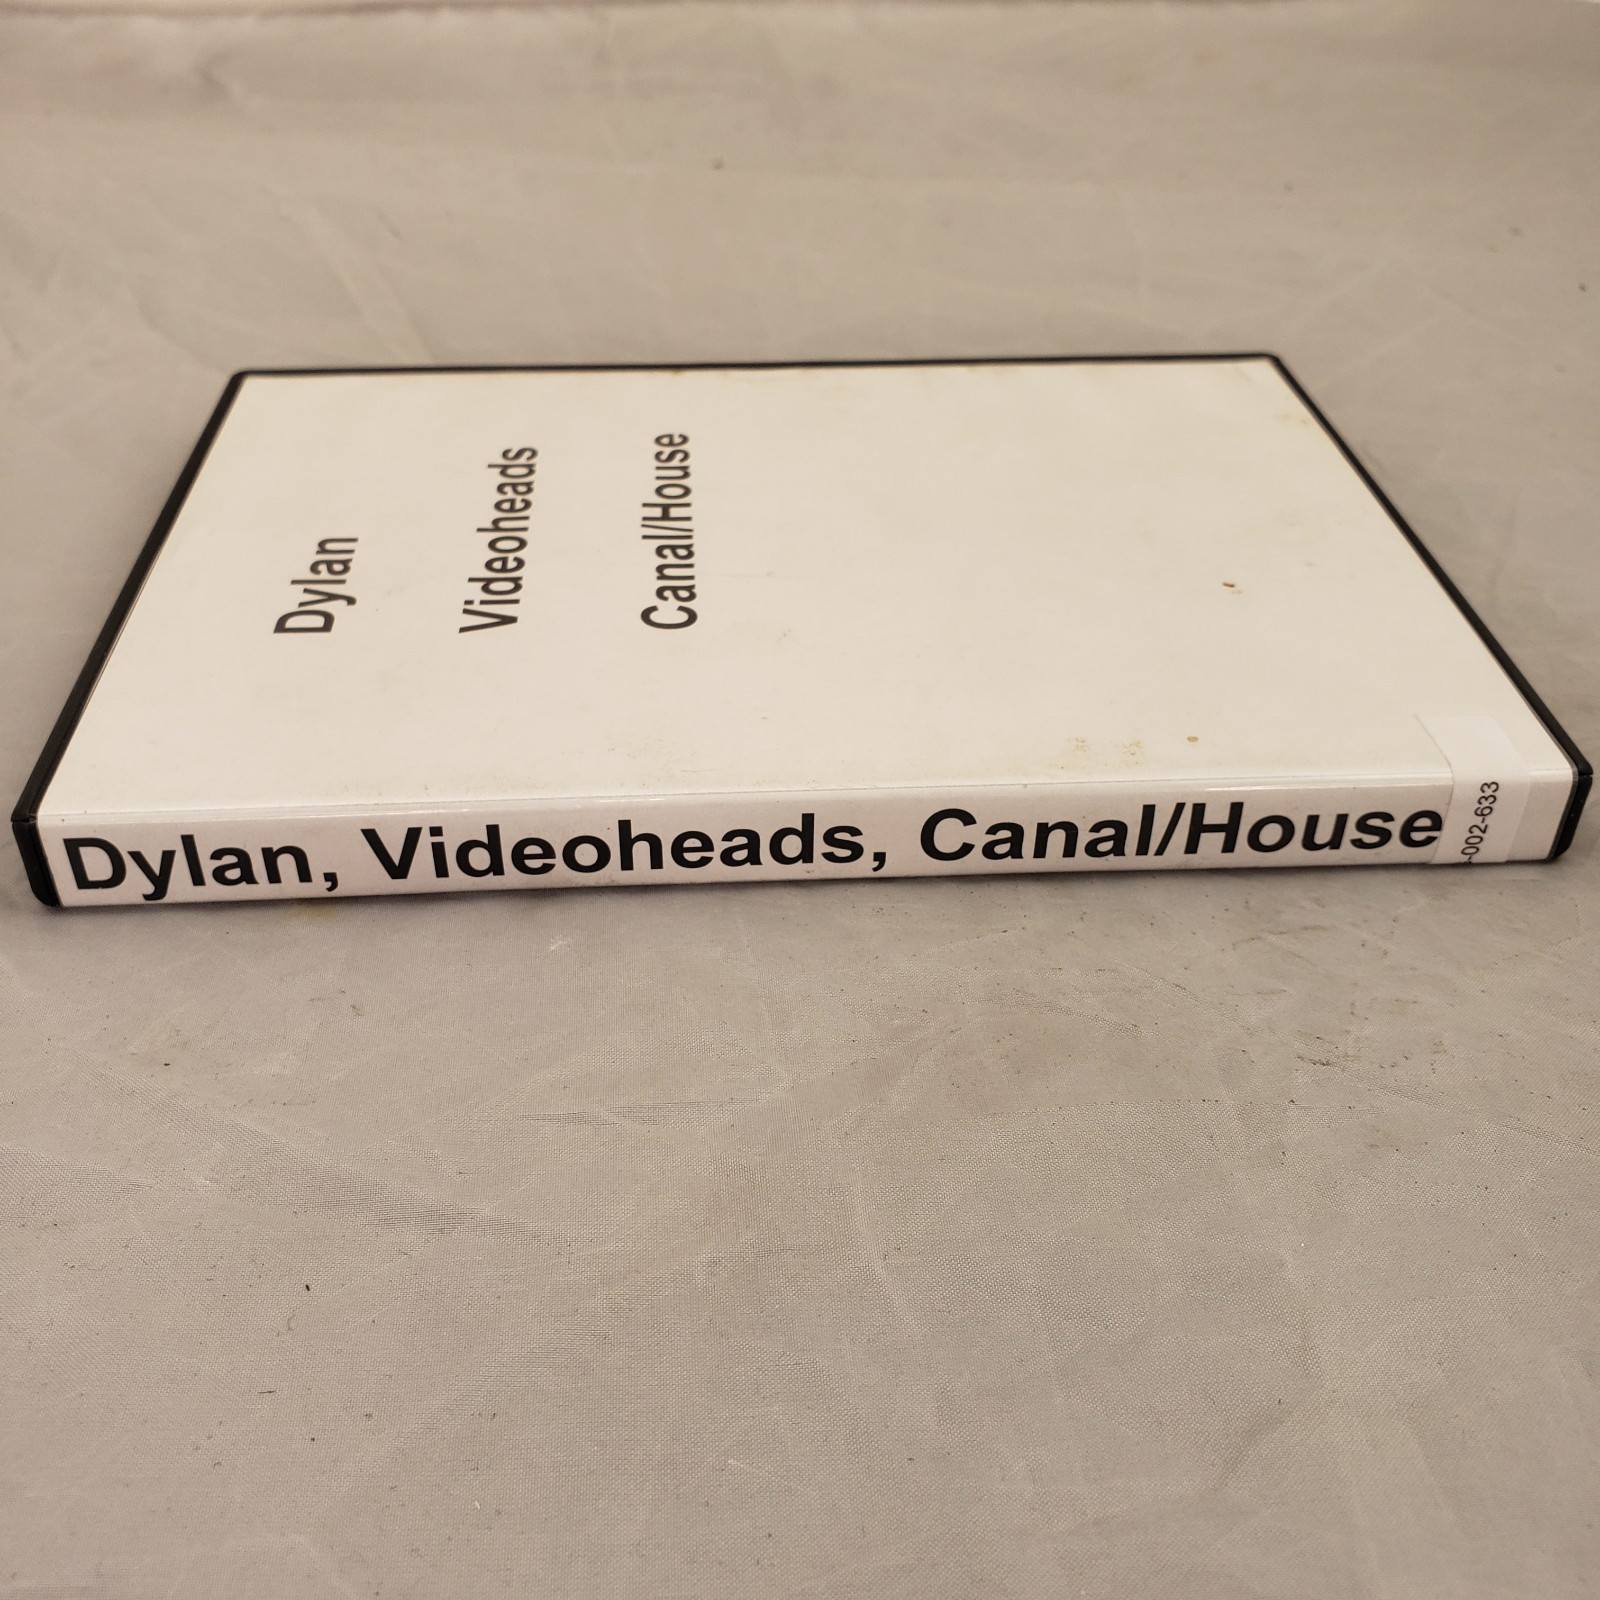 Dylan
Videoheads
Canal/House
Dylan, Videoheads, Canal/House
-002-633